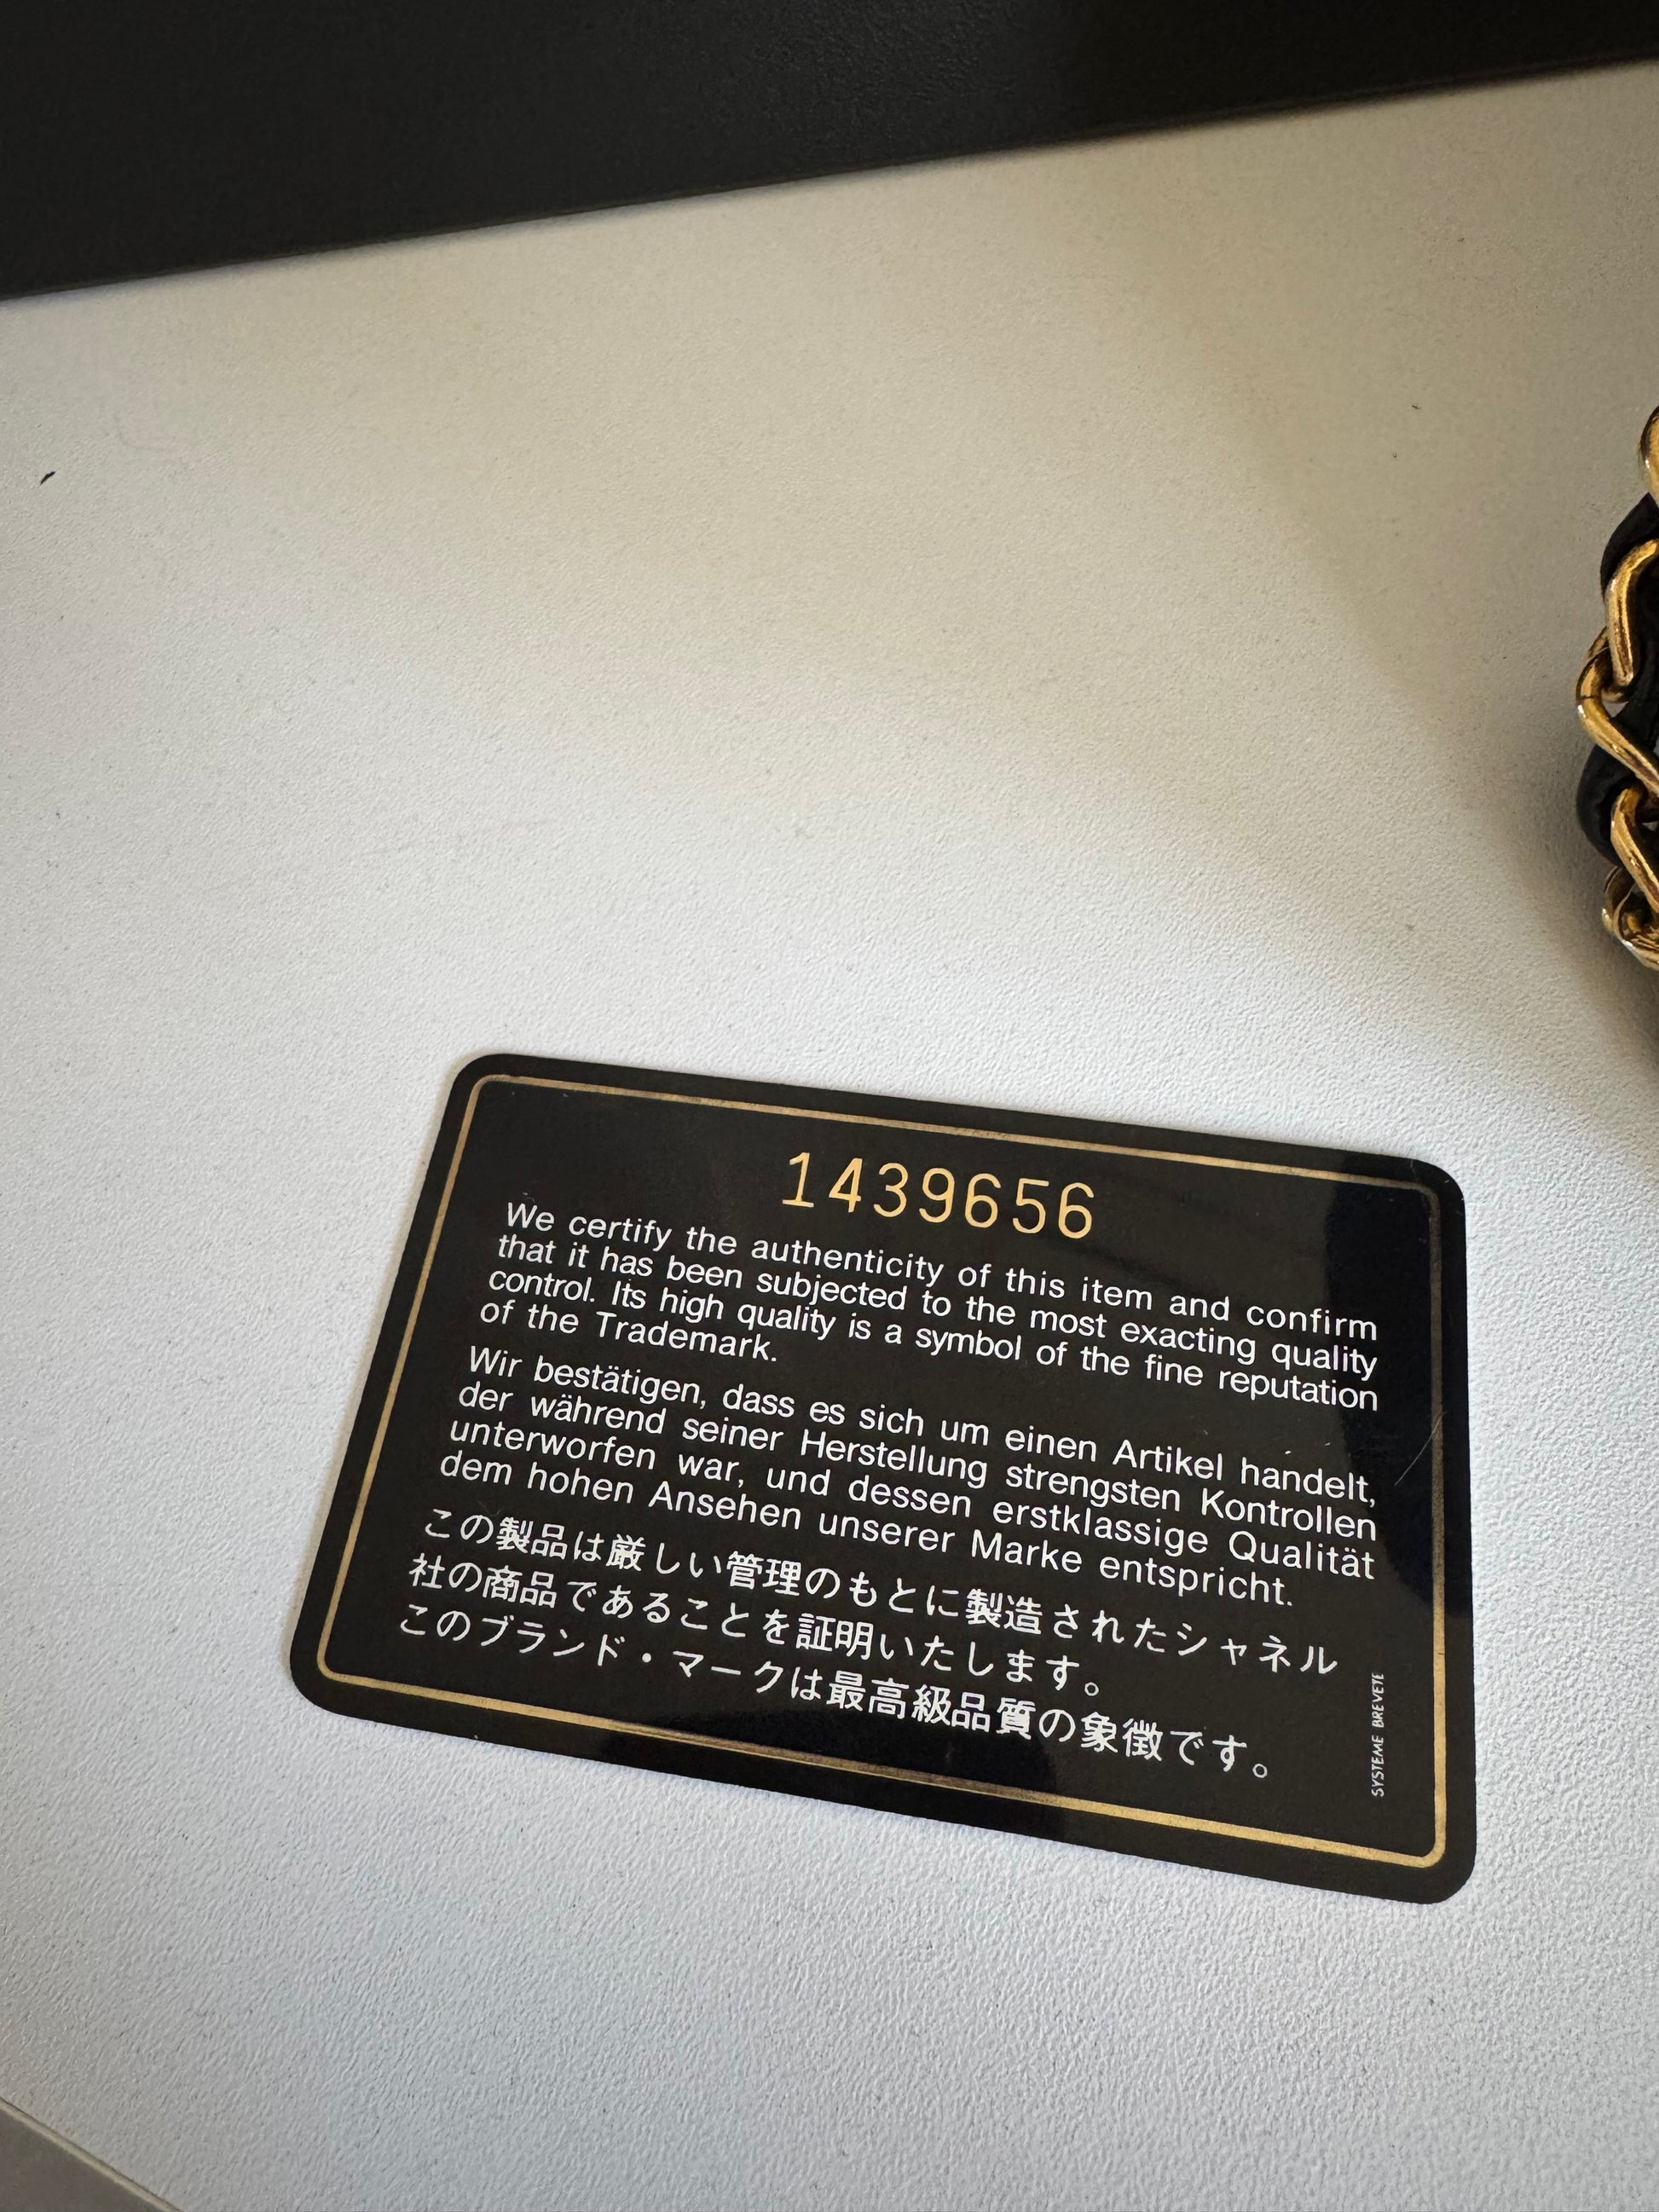 1439656
We certify the authenticity of this item and confirm
that it has been subjected to the most exacting quality
control. Its high quality is a symbol of the fine reputation
of the Trademark.
Wir bestätigen, dass es sich um einen Artikel handelt,
der während seiner Herstellung strengsten Kontrollen
unterworfen war, und dessen erstklassige Qualität
dem hohen Ansehen unserer Marke entspricht.
この製品は厳しい管理のもとに製造されたシャネル
社の商品であることを証明いたします。
このブランド・マークは最高級品質の象徴です。
SYSTEME BREVETE